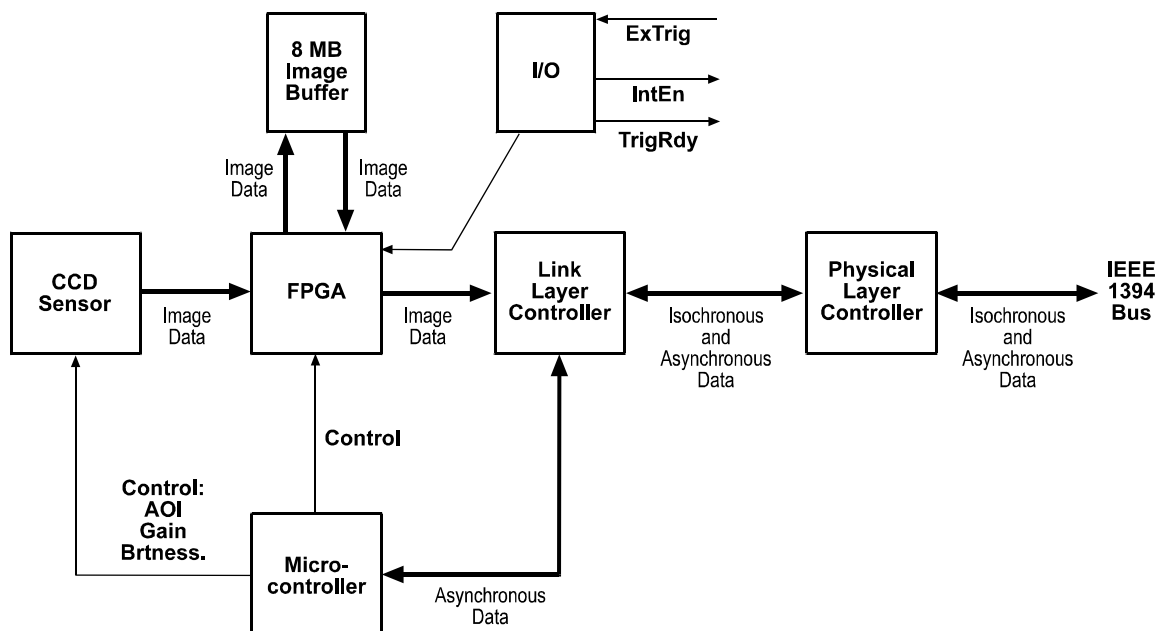 8 MB
Image
Buffer
I/O
ExTrig
IntEn
TrigRdy
Image
Data
Image
Data
CCD
Sensor
Image
Data
FPGA
Image
Data
Link
Layer
Controller
Isochronous
and
Asynchronous
Data
Physical
Layer
Controller
Isochronous
and
Asynchronous
Data
IEEE
1394
Bus
Control
Control:
AOI
Gain
Brtness.
Micro-
controller
Asynchronous
Data